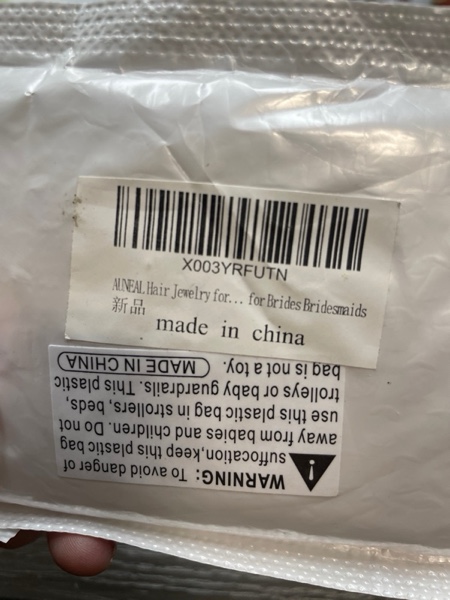 X003YRFUTN
AUNEAL Hair Jewelry for... for Brides Bridesmaids
新品
made in china
WARNING: To avoid danger of
suffocation,keep this plastic bag
away from babies and children. Do not
use this plastic bag in strollers, beds,
trolleys or baby guardrails. This plastic
bag is not a toy. MADE IN CHINA